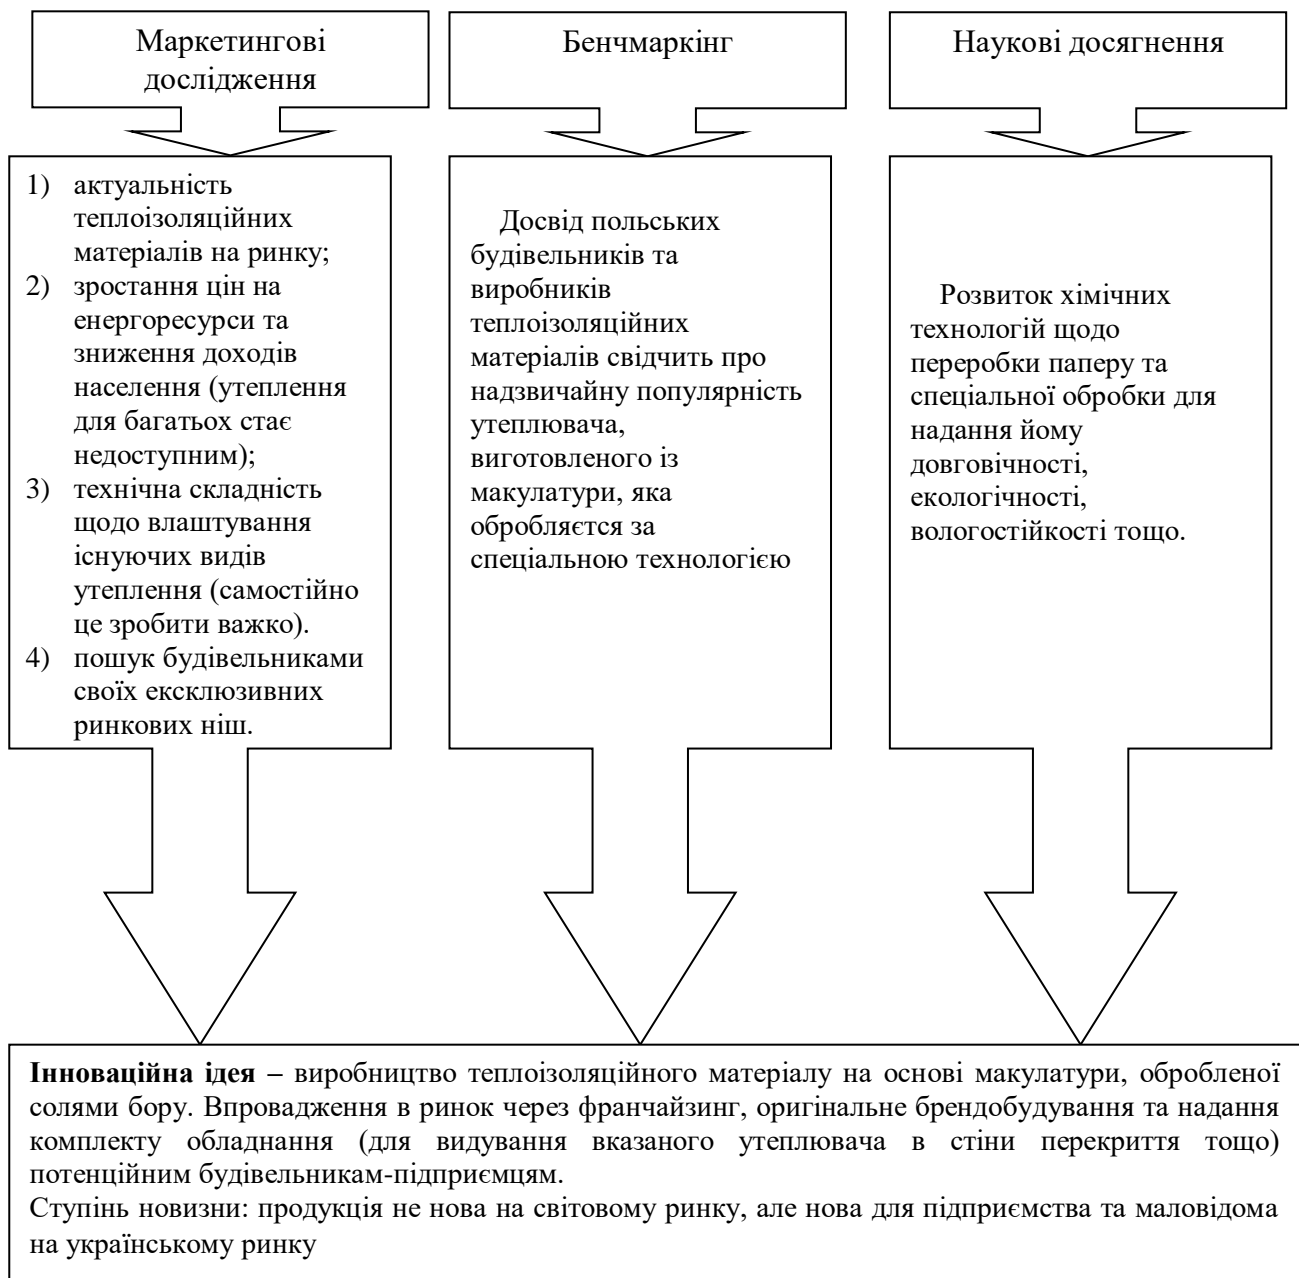 Маркетингові
дослідження
Бенчмаркінг
Наукові досягнення
1) актуальність
теплоізоляційних
матеріалів на ринку;
2) зростання цін на
енергоресурси та
зниження доходів
населення (утеплення
для багатьох стає
недоступним);
3) технічна складність
щодо влаштування
існуючих видів
утеплення (самостійно
це зробити важко).
4) пошук будівельниками
своїх ексклюзивних
ринкових ніш.
Досвід польських
будівельників та
виробників
теплоізоляційних
матеріалів свідчить про
надзвичайну популярність
утеплювача,
виготовленого із
макулатури, яка
обробляєтся за
спеціальною технологією
Розвиток хімічних
технологій щодо
переробки паперу та
спеціальної обробки для
надання йому
довговічності,
екологічності,
вологостійкості тощо.
Інноваційна ідея – виробництво теплоізоляційного матеріалу на основі макулатури, обробленої
солями бору. Впровадження в ринок через франчайзинг, оригінальне брендобудування та надання
комплекту обладнання (для видування вказаного утеплювача в стіни перекриття тощо)
потенційним будівельникам-підприємцям.
Ступінь новизни: продукція не нова на світовому ринку, але нова для підприємства та маловідома
на українському ринку